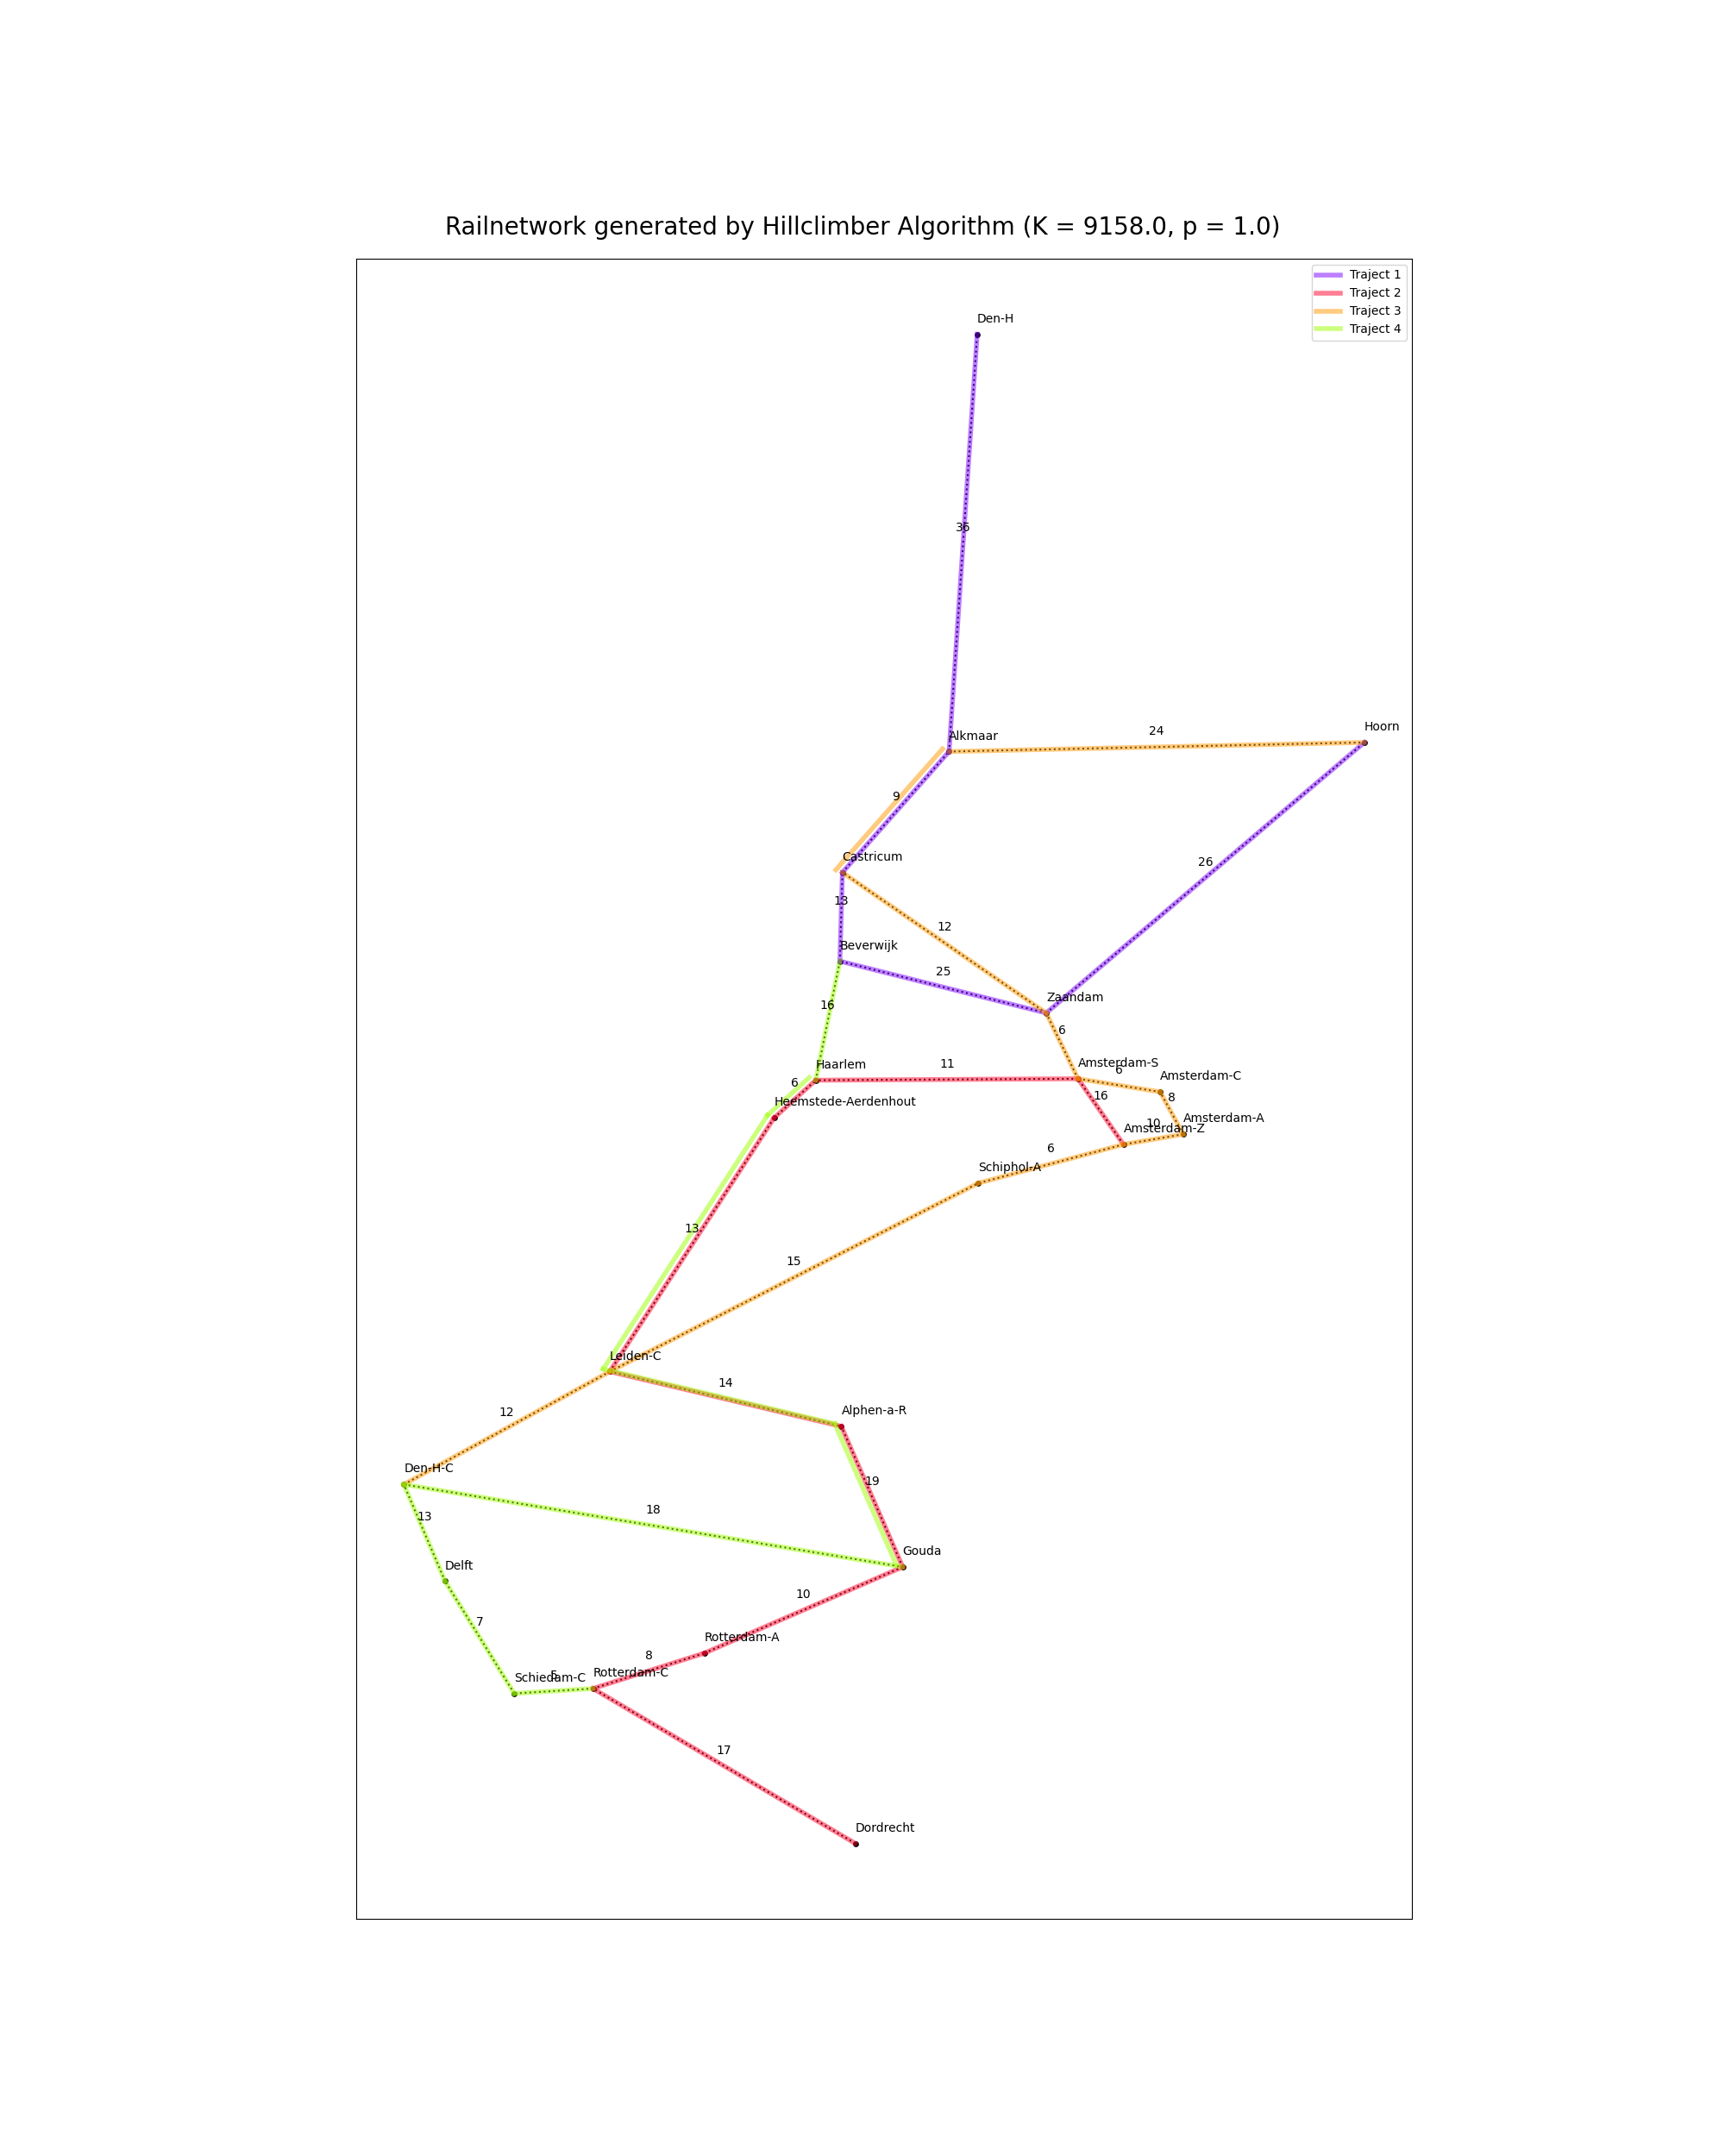 Railnetwork generated by Hillclimber Algorithm (K = 9158.0, p = 1.0)
Traject 1
Traject 2
Traject 3
Traject 4
Den-H
36
Hoorn
24
Alkmaar
9
Castricum
26
13
12
Beverwijk
25
Zaandam
16
6
Amsterdam-S
11
Haarlem
6
Amsterdam-C
6
16
8
Heemstede-Aerdenhout
Amsterdam-A
10
Amsterdam-Z
6
Schiphol-A
13
15
Leiden-C
14
12
Alphen-a-R
Den-H-C
19
18
13
Gouda
Delft
10
7
Rotterdam-A
8
Rotterdam-C
5
Schiedam-C
17
Dordrecht